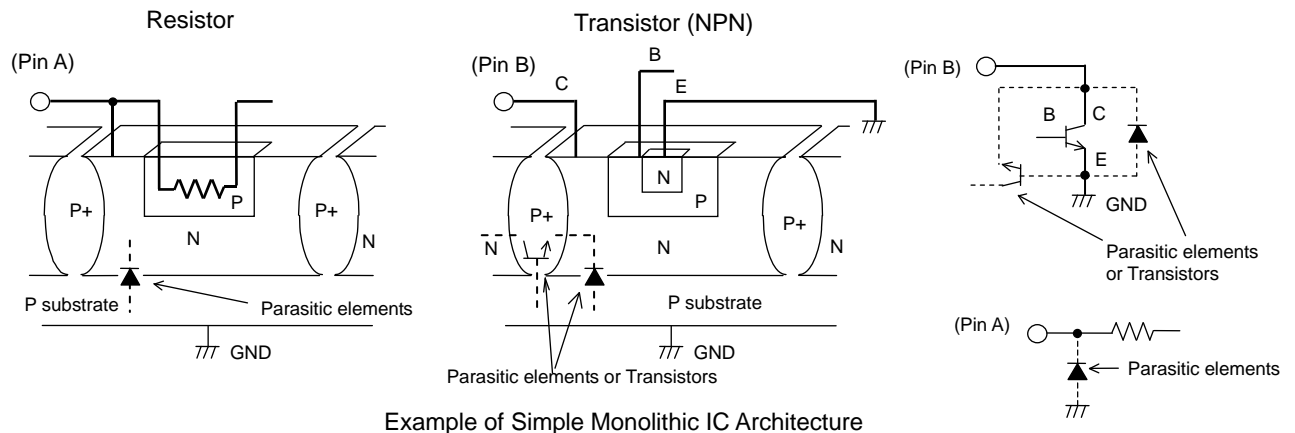 Resistor
(Pin A)
P+
P
P+
N
N
P substrate
Parasitic elements
GND
Transistor (NPN)
(Pin B)
B
C
E
N
P+
P
P+
N
N
N
P substrate
GND
Parasitic elements or Transistors
(Pin B)
B
C
E
GND
Parasitic elements
or Transistors
(Pin A)
Parasitic elements
Example of Simple Monolithic IC Architecture